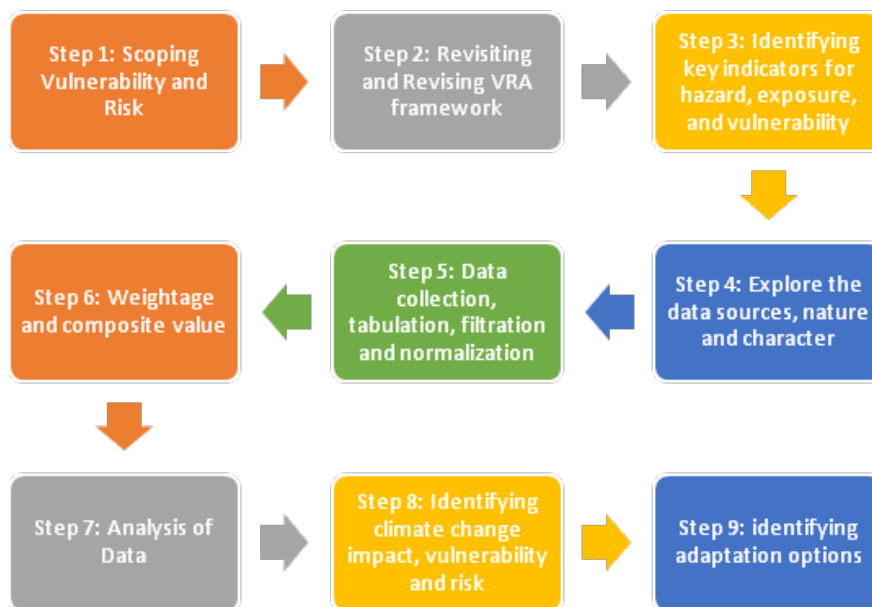 Step 1: Scoping
Vulnerability and
Risk
Step 2: Revisiting
and Revising VRA
framework
Step 3: Identifying
key indicators for
hazard, exposure,
and vulnerability
Step 4: Explore the
data sources, nature
and character
Step 5: Data
collection,
tabulation, filtration
and normalization
Step 6: Weightage
and composite value
Step 7: Analysis of
Data
Step 8: Identifying
climate change
impact, vulnerability
and risk
Step 9: identifying
adaptation options